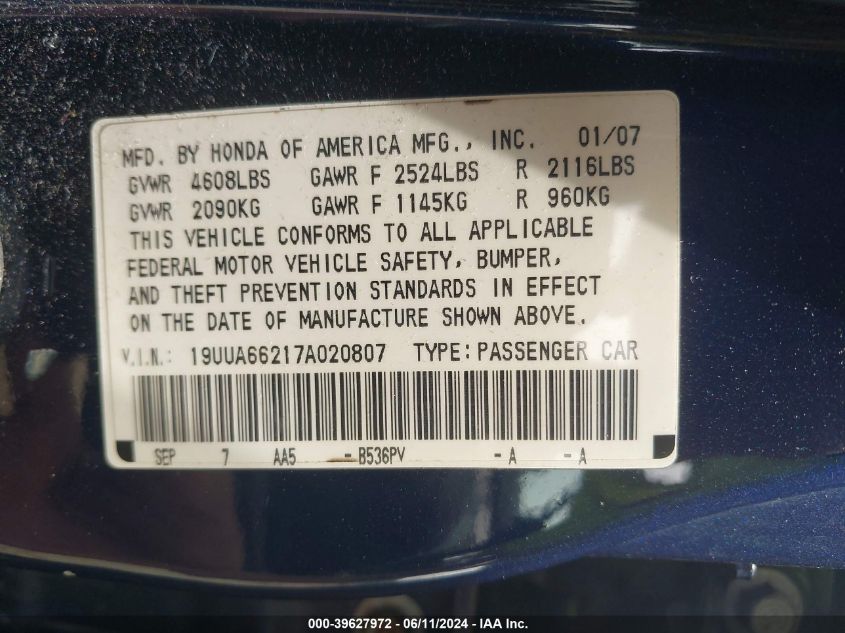 MFD. BY HONDA OF AMERICA MFG., INC. 01/07
GVWR 4608LBS GAWR F 2524LBS R 2116LBS
GVWR 2090KG GAWR F 1145KG R 960KG
THIS VEHICLE CONFORMS TO ALL APPLICABLE
FEDERAL MOTOR VEHICLE SAFETY, BUMPER,
AND THEFT PREVENTION STANDARDS IN EFFECT
ON THE DATE OF MANUFACTURE SHOWN ABOVE.
V.I.N.: 19UUA66217A020807 TYPE: PASSENGER CAR
SEP 7 AA5 - B536PV - A - A
000-39627972 - 06/11/2024 - IAA Inc.